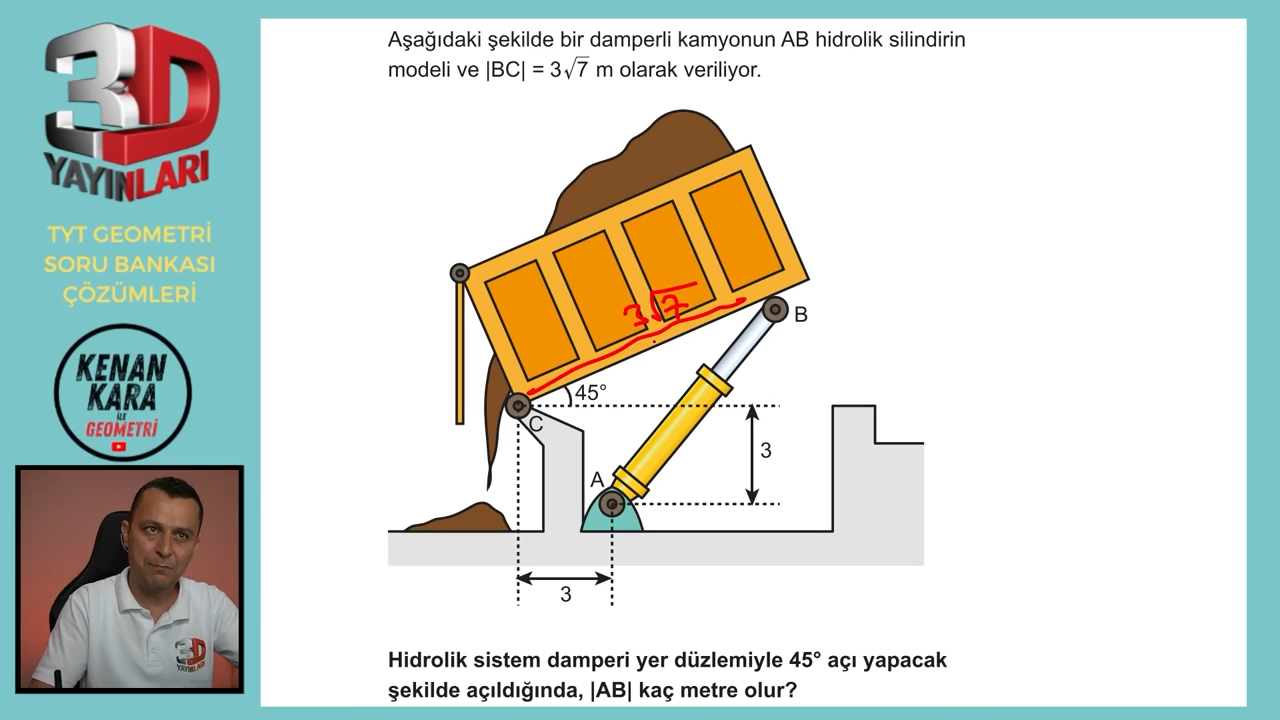 3D
YAYINLARI
TYT GEOMETRİ
SORU BANKASI
ÇÖZÜMLERİ
KENAN
KARA
İLE
GEOMETRİ
3D
YAYINLARI
Aşağıdaki şekilde bir damperli kamyonun AB hidrolik silindirin
modeli ve |BC| = 3√7 m olarak veriliyor.
3√7
B
45°
C
3
A
3
Hidrolik sistem damperi yer düzlemiyle 45° açı yapacak
şekilde açıldığında, |AB| kaç metre olur?